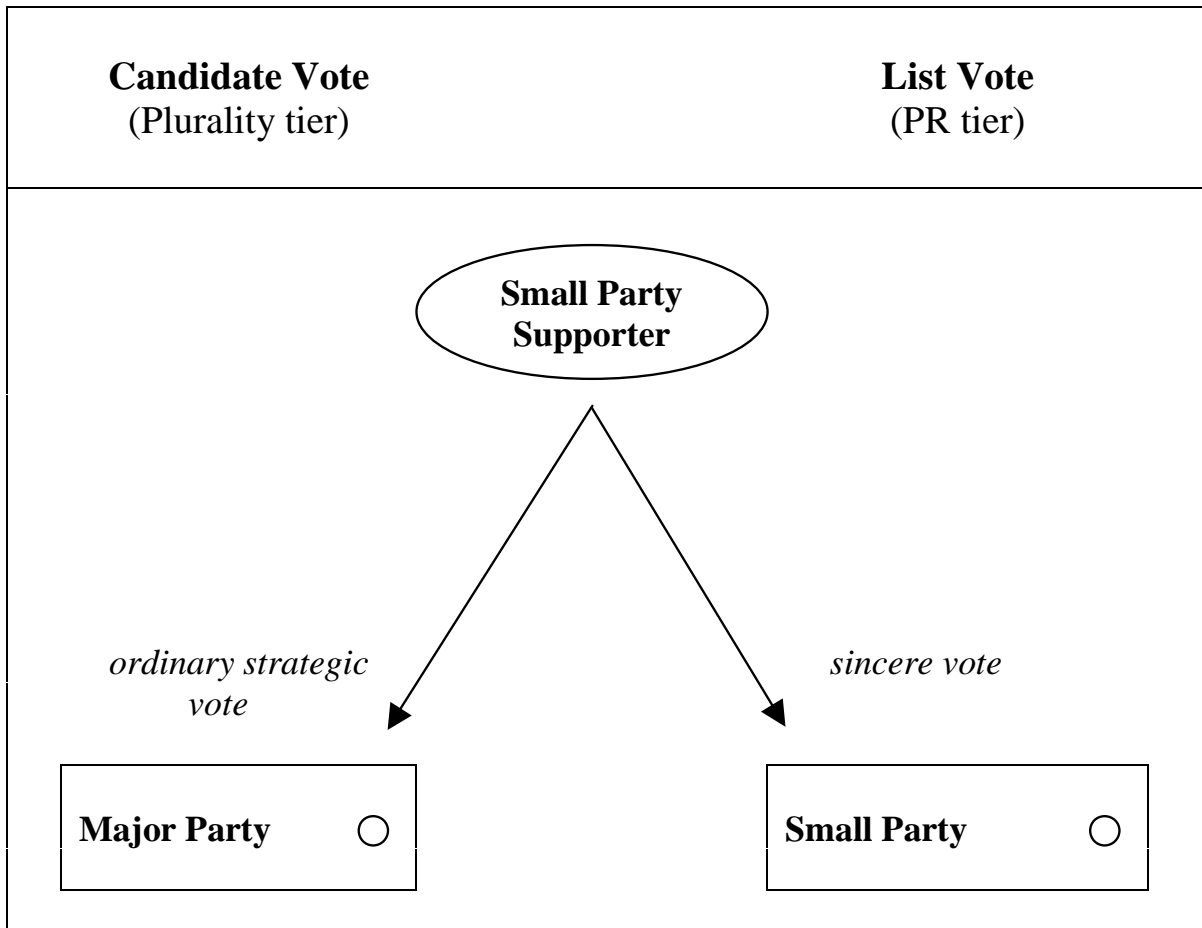 Candidate Vote
(Plurality tier)
List Vote
(PR tier)
Small Party
Supporter
ordinary strategic
vote
sincere vote
Major Party
Small Party